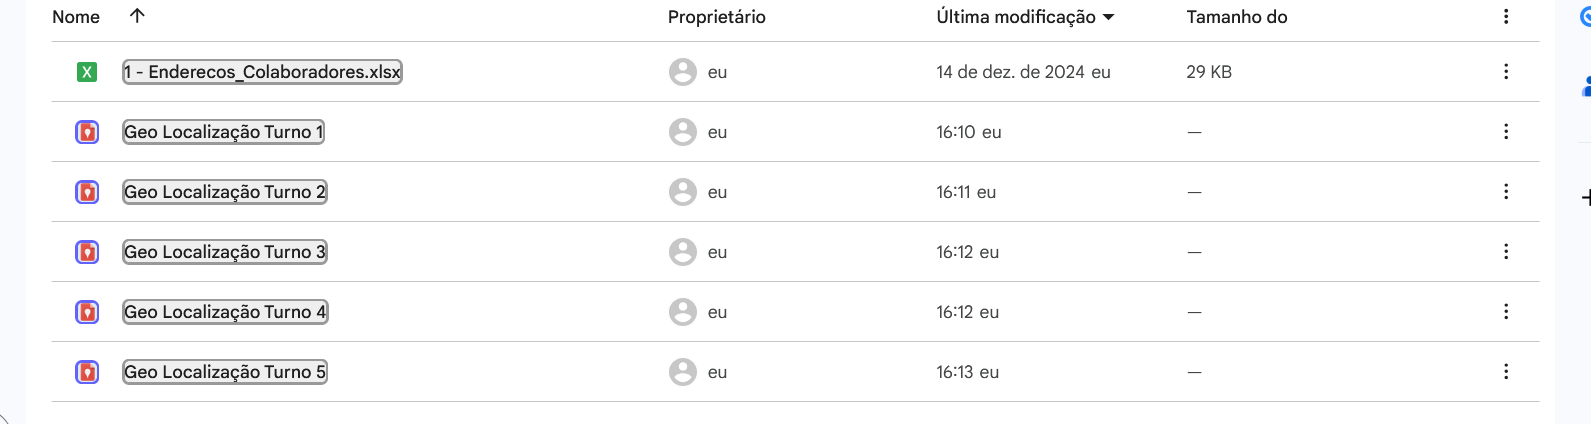 Nome Proprietário Última modificação Tamanho do
1 - Enderecos_Colaboradores.xlsx eu 14 de dez. de 2024 eu 29 KB
Geo Localização Turno 1 eu 16:10 eu —
Geo Localização Turno 2 eu 16:11 eu —
Geo Localização Turno 3 eu 16:12 eu —
Geo Localização Turno 4 eu 16:12 eu —
Geo Localização Turno 5 eu 16:13 eu —